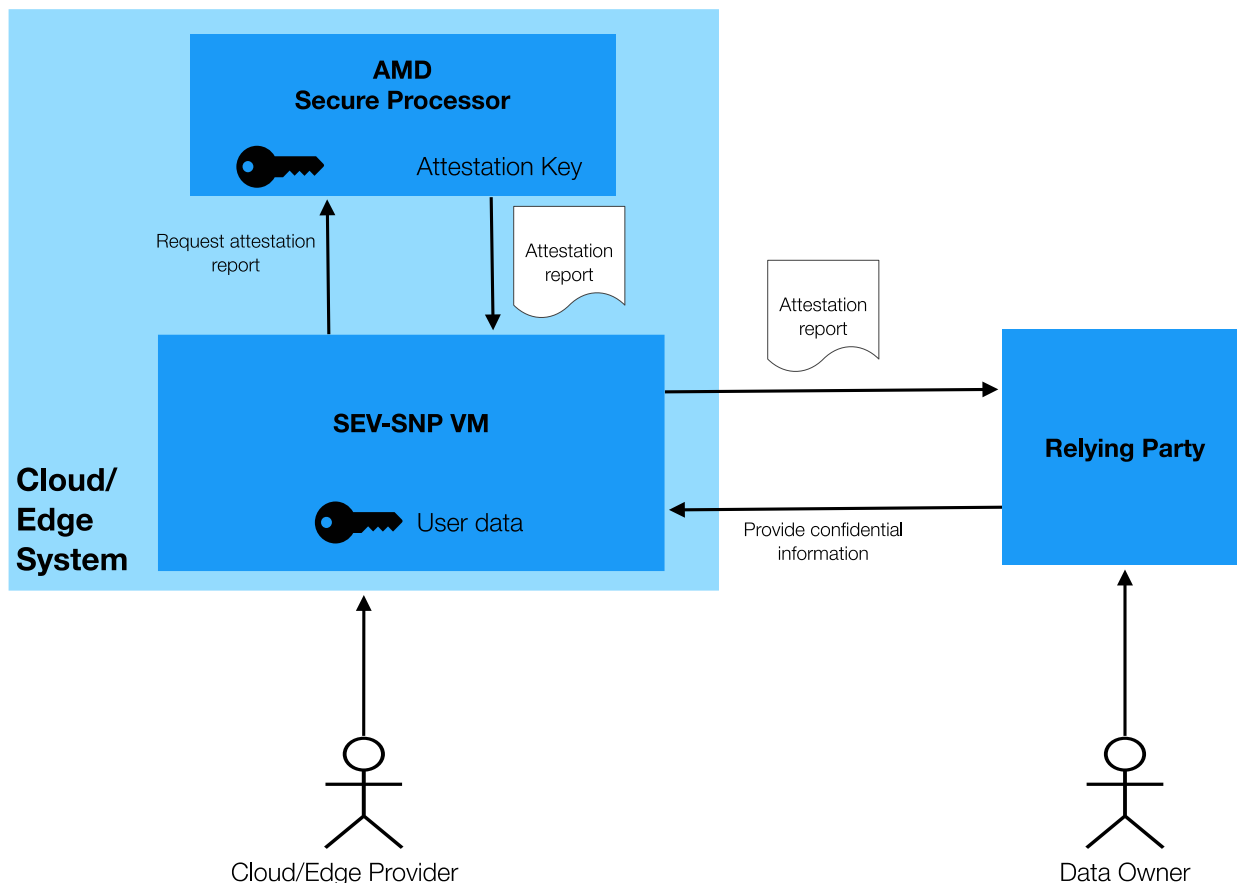 AMD
Secure Processor
Attestation Key
Request attestation
report
Attestation
report
Attestation
report
SEV-SNP VM
User data
Cloud/
Edge
System
Relying Party
Provide confidential
information
Cloud/Edge Provider
Data Owner